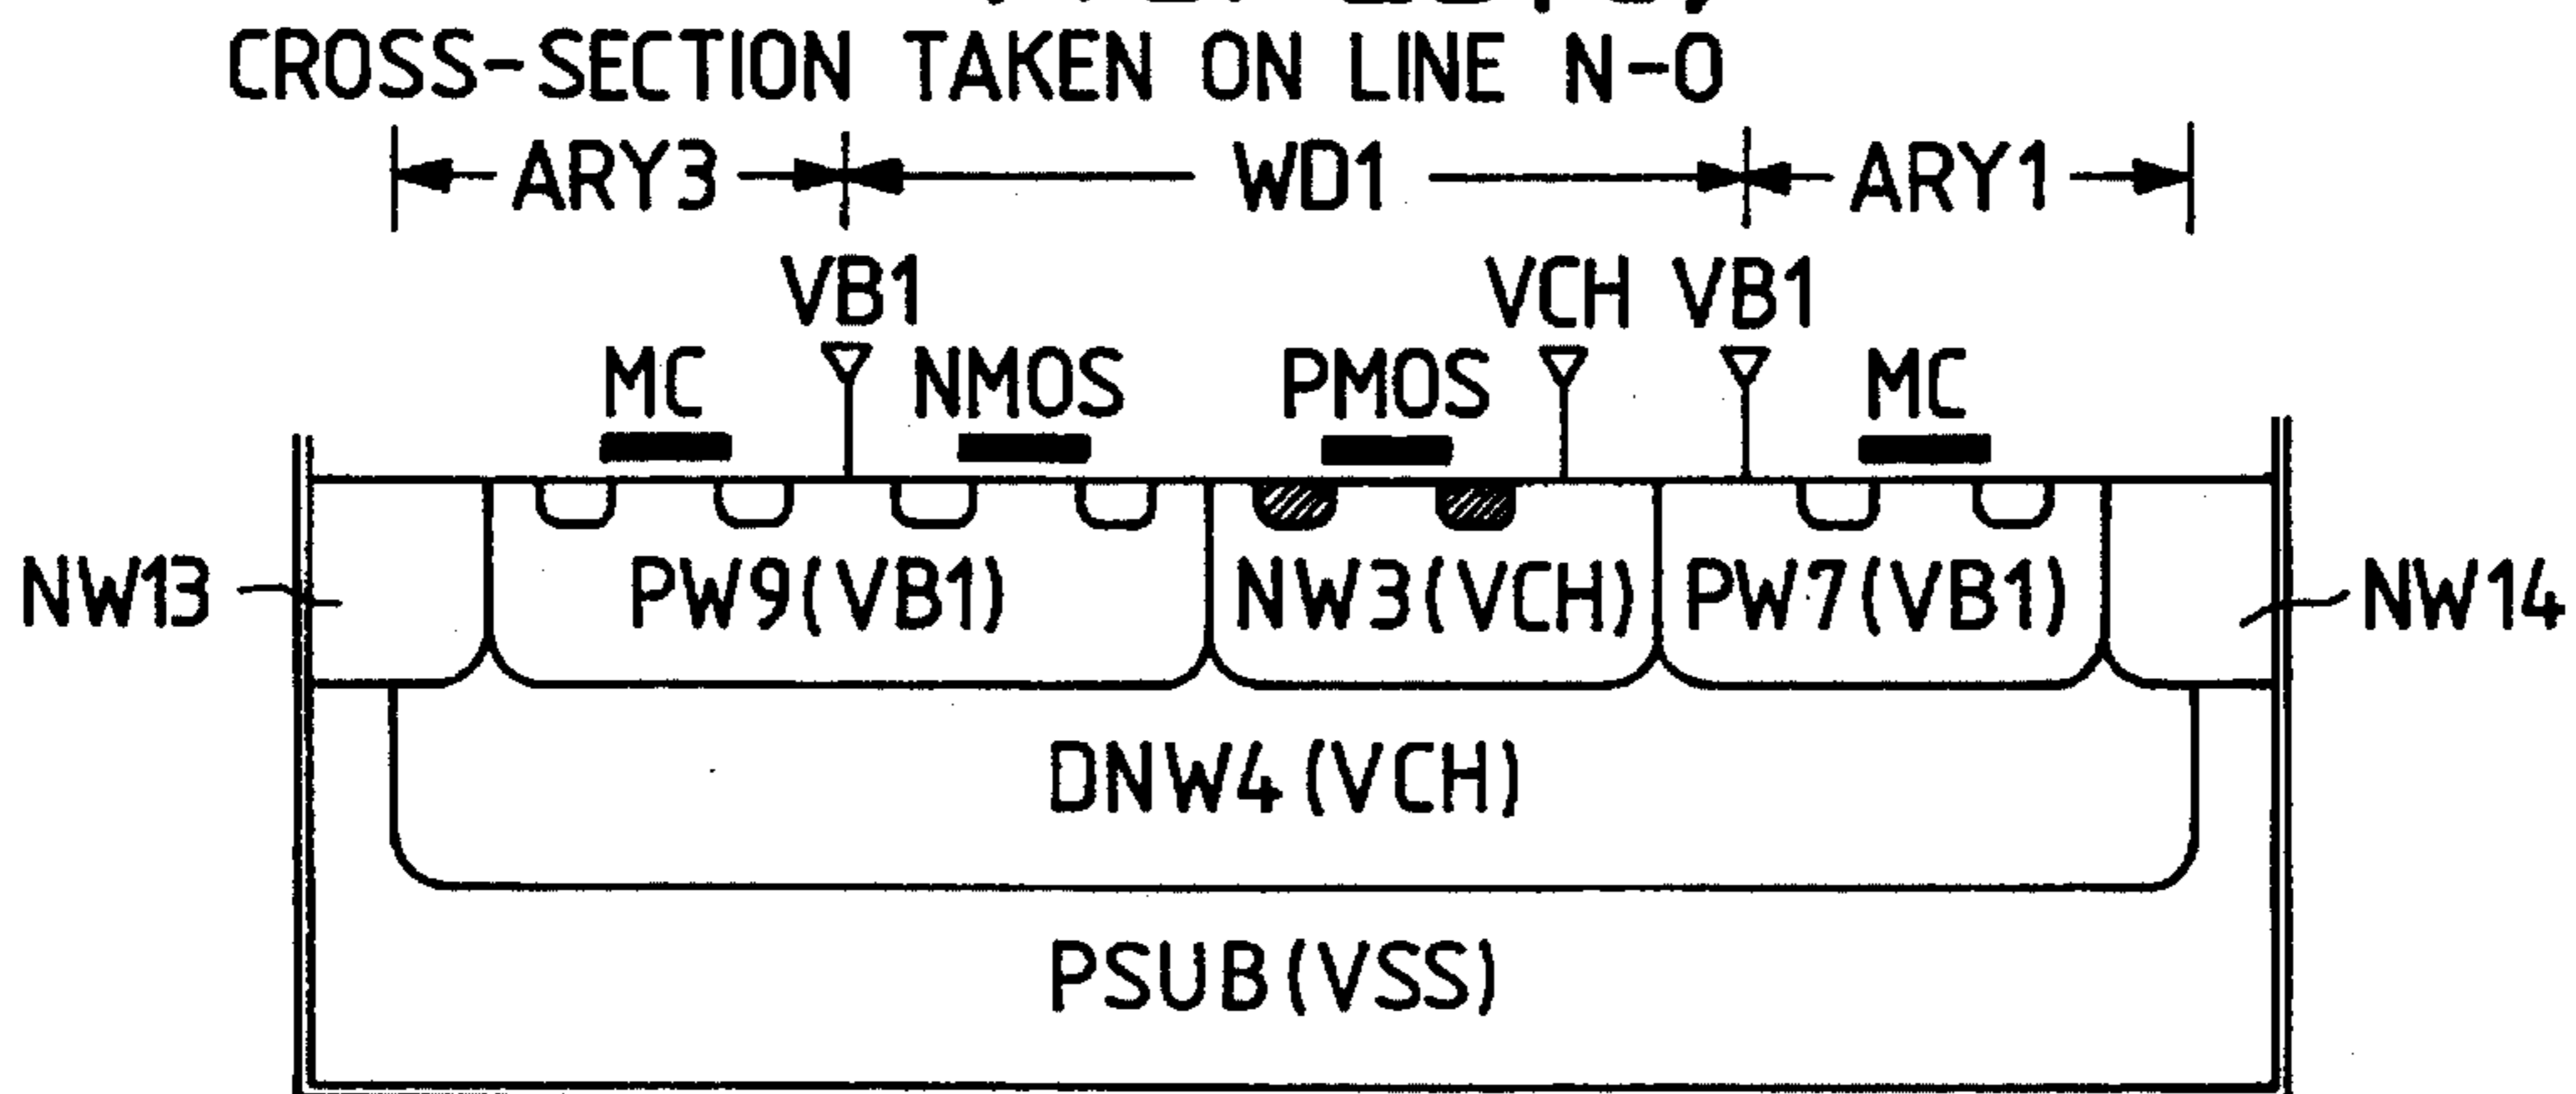 CROSS-SECTION TAKEN ON LINE N-O
ARY3 WD1 ARY1
VB1 VCH VB1
MC NMOS PMOS MC
NW13 PW9(VB1) NW3(VCH) PW7(VB1) NW14
DNW4(VCH)
PSUB(VSS)